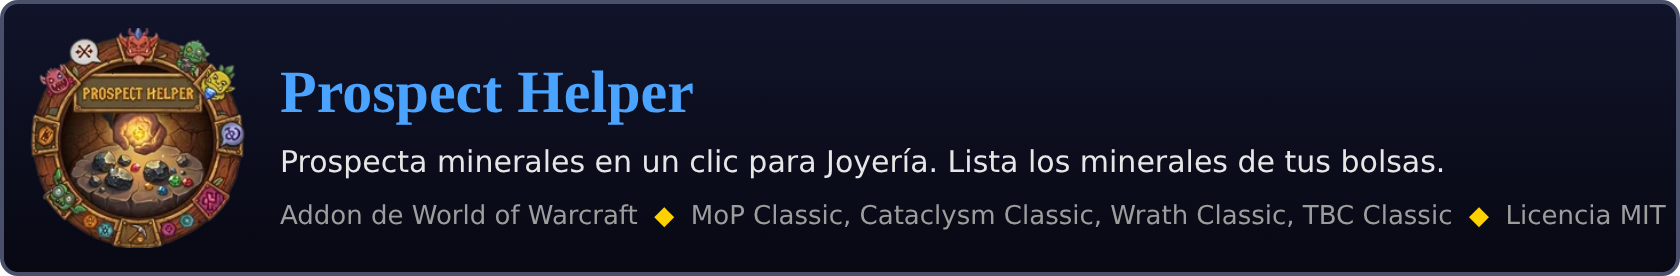 PROSPECT HELPER
Prospect Helper
Prospecta minerales en un clic para Joyería. Lista los minerales de tus bolsas.
Addon de World of Warcraft ◆ MoP Classic, Cataclysm Classic, Wrath Classic, TBC Classic ◆ Licencia MIT